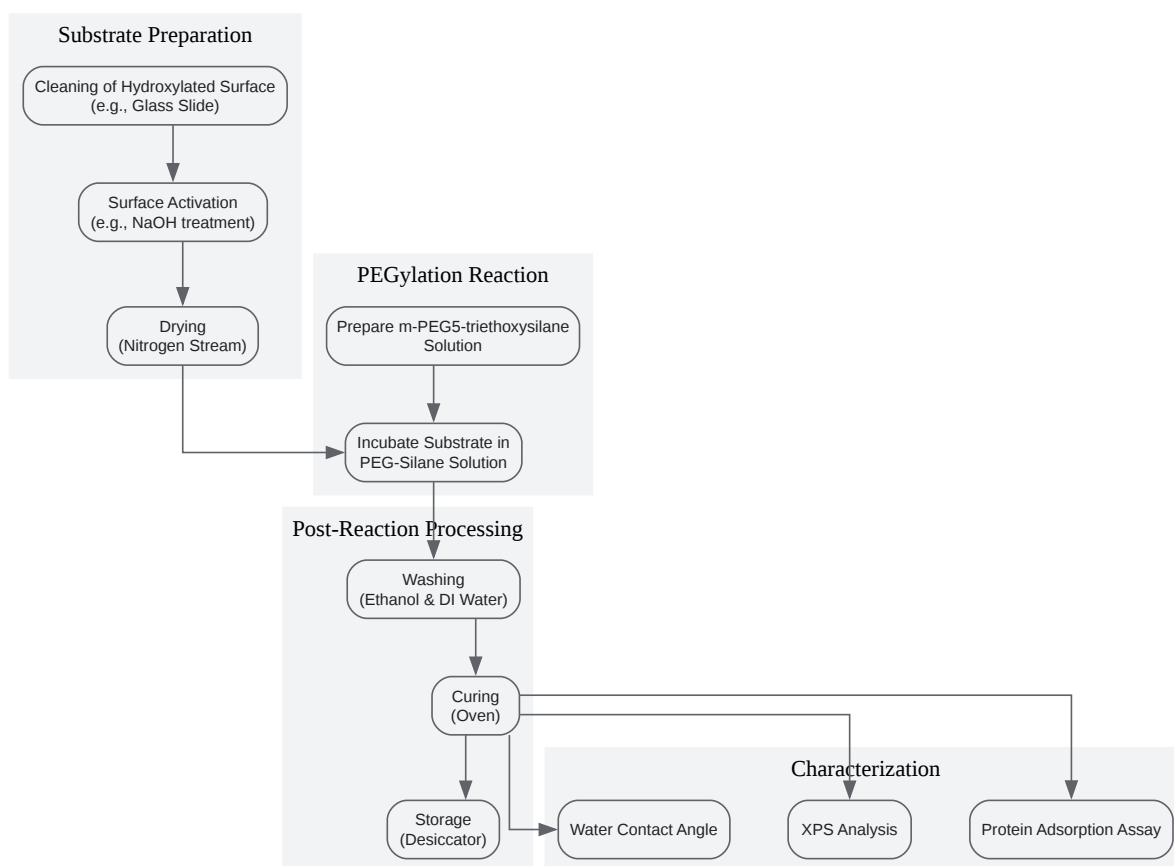 Substrate Preparation
Cleaning of Hydroxylated Surface
(e.g., Glass Slide)
Surface Activation
(e.g., NaOH treatment)
Drying
(Nitrogen Stream)
PEGylation Reaction
Prepare m-PEG5-triethoxysilane
Solution
Incubate Substrate in
PEG-Silane Solution
Post-Reaction Processing
Washing
(Ethanol & DI Water)
Curing
(Oven)
Storage
(Desiccator)
Characterization
Water Contact Angle
XPS Analysis
Protein Adsorption Assay